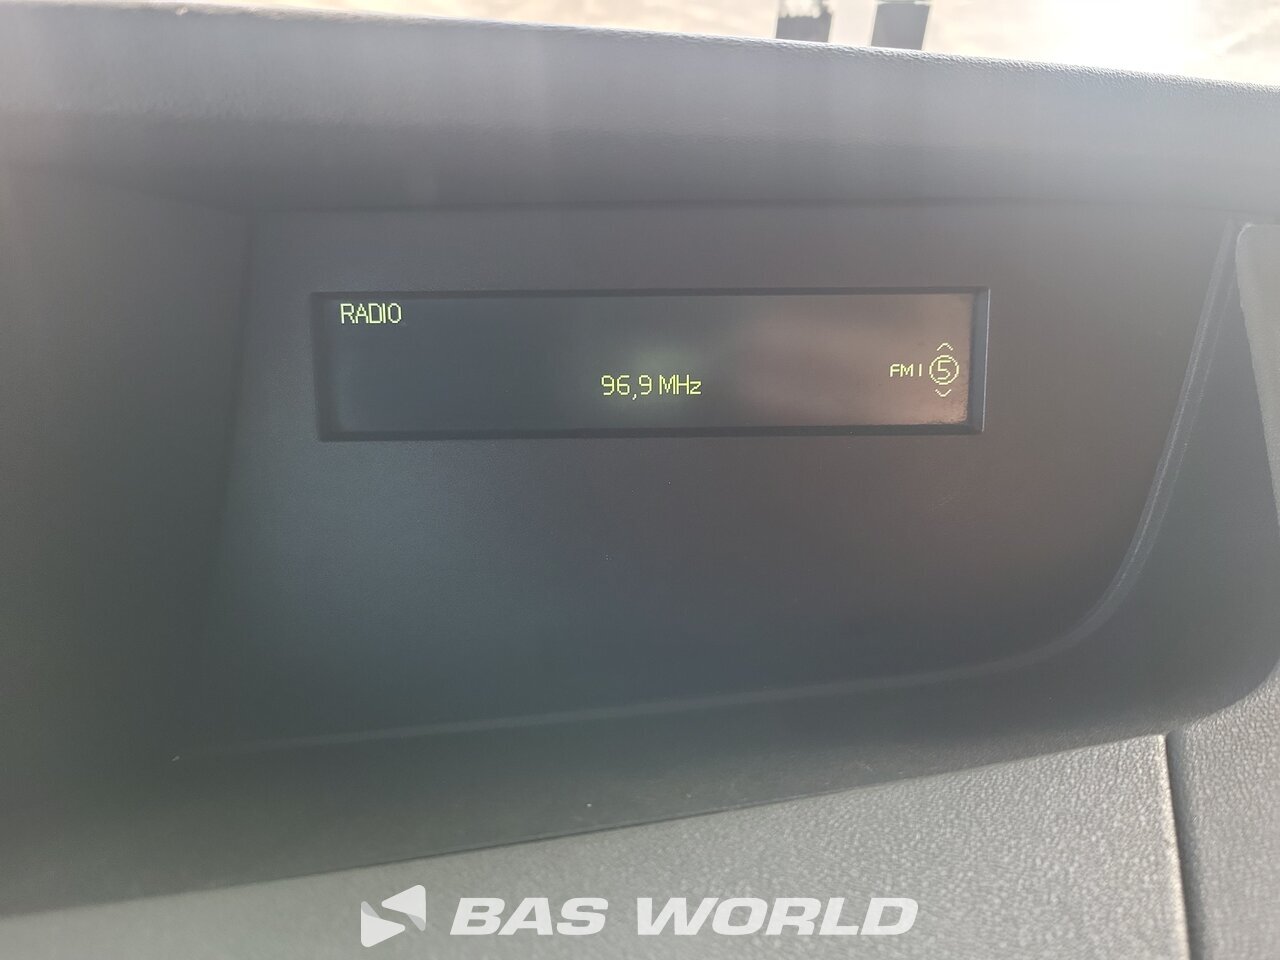 RADIO
96,9 MHz
FM1 5
BAS WORLD